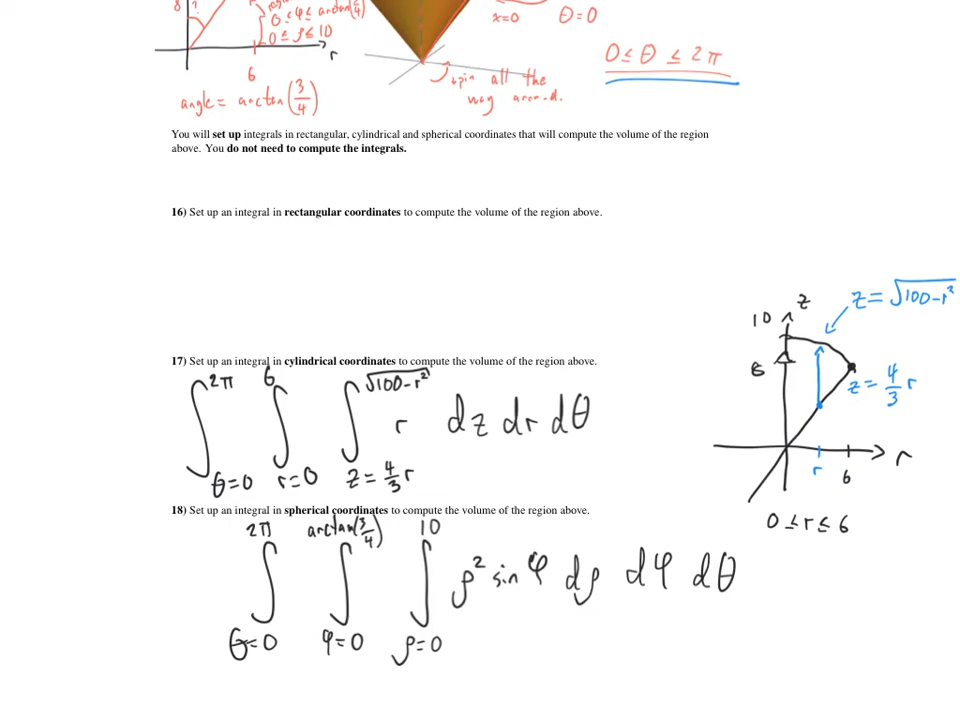 8
?
0 ≤ φ ≤ arctan(3/4)
0 ≤ ρ ≤ 10
r
6
angle = arctan(3/4)
x=0 θ=0
0 ≤ θ ≤ 2π
spin all the
way around.
You will set up integrals in rectangular, cylindrical and spherical coordinates that will compute the volume of the region
above. You do not need to compute the integrals.
16) Set up an integral in rectangular coordinates to compute the volume of the region above.
10 z z = √(100-r²)
8 z = 4/3 r
r
r 6
0 ≤ r ≤ 6
17) Set up an integral in cylindrical coordinates to compute the volume of the region above.
∫_{θ=0}^{2π} ∫_{r=0}^{6} ∫_{z=4/3 r}^{√(100-r²)} r dz dr dθ
18) Set up an integral in spherical coordinates to compute the volume of the region above.
∫_{θ=0}^{2π} ∫_{φ=0}^{arctan(3/4)} ∫_{ρ=0}^{10} ρ² sin φ dρ dφ dθ